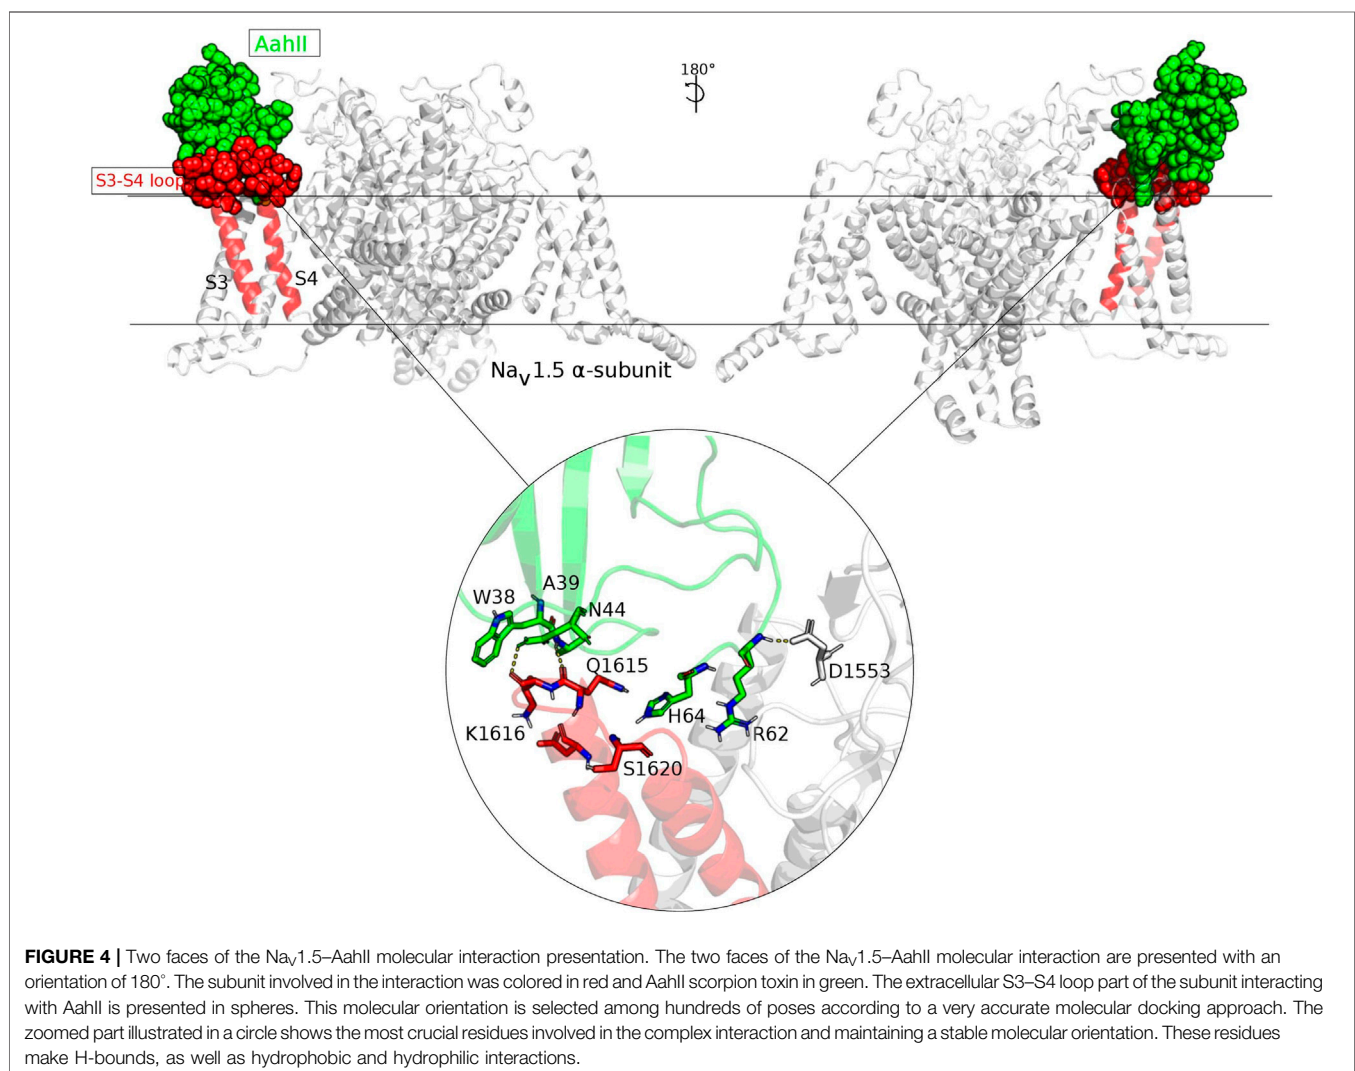 AahII
180°
S3-S4 loop
S3
S4
Nav1.5 α-subunit
A39
W38
N44
Q1615
D1553
H64
K1616
R62
S1620
FIGURE 4 | Two faces of the NaV1.5–AahII molecular interaction presentation. The two faces of the NaV1.5–AahII molecular interaction are presented with an
orientation of 180°. The subunit involved in the interaction was colored in red and AahII scorpion toxin in green. The extracellular S3–S4 loop part of the subunit interacting
with AahII is presented in spheres. This molecular orientation is selected among hundreds of poses according to a very accurate molecular docking approach. The
zoomed part illustrated in a circle shows the most crucial residues involved in the complex interaction and maintaining a stable molecular orientation. These residues
make H-bounds, as well as hydrophobic and hydrophilic interactions.